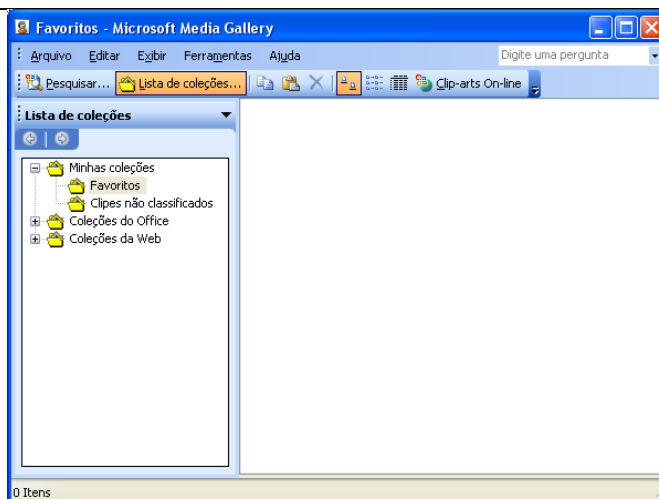 Favoritos - Microsoft Media Gallery
Arquivo Editar Exibir Ferramentas Ajuda Digite uma pergunta
Pesquisar... Lista de coleções... Clip-arts On-line
Lista de coleções
Minhas coleções
Favoritos
Clipes não classificados
Coleções do Office
Coleções da Web
0 Itens